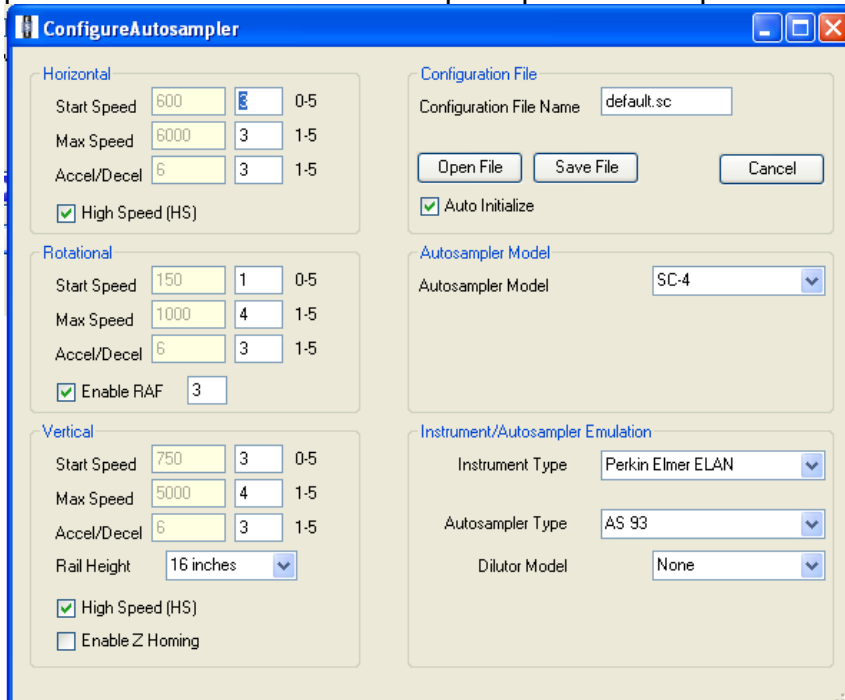 ConfigureAutosampler
Horizontal
Start Speed 600 3 0-5
Max Speed 6000 3 1-5
Accel/Decel 6 3 1-5
High Speed (HS)
Rotational
Start Speed 150 1 0-5
Max Speed 1000 4 1-5
Accel/Decel 6 3 1-5
Enable RAF 3
Vertical
Start Speed 750 3 0-5
Max Speed 5000 4 1-5
Accel/Decel 6 3 1-5
Rail Height 16 inches
High Speed (HS)
Enable Z Homing
Configuration File
Configuration File Name default.sc
Open File Save File Cancel
Auto Initialize
Autosampler Model
Autosampler Model SC-4
Instrument/Autosampler Emulation
Instrument Type Perkin Elmer ELAN
Autosampler Type AS 93
Dilutor Model None